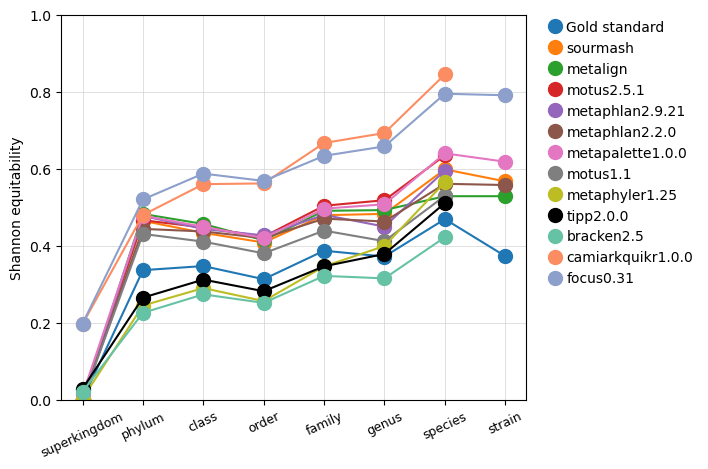 1.0
0.8
0.6
0.4
0.2
0.0
Shannon equitability
superkingdom
phylum
class
order
family
genus
species
strain
Gold standard
sourmash
metalign
motus2.5.1
metaphlan2.9.21
metaphlan2.2.0
metapalette1.0.0
motus1.1
metaphyler1.25
tipp2.0.0
bracken2.5
camiarkquikr1.0.0
focus0.31